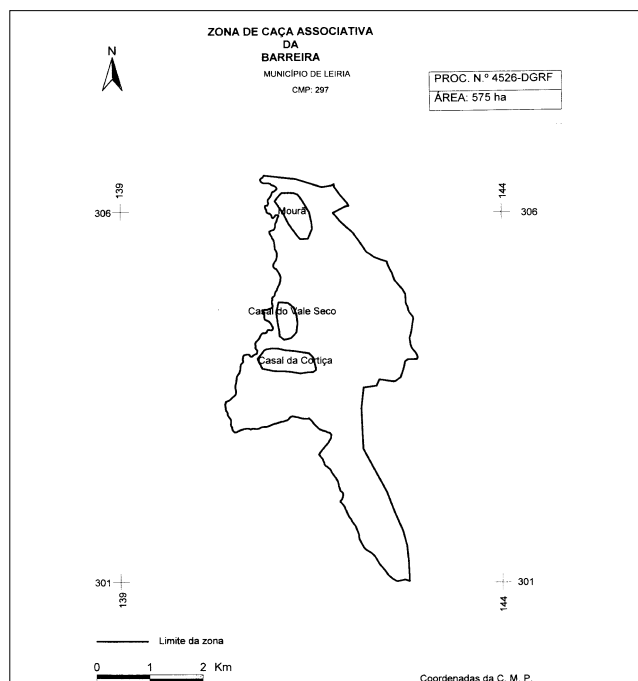 ZONA DE CAÇA ASSOCIATIVA
DA
BARREIRA
MUNICÍPIO DE LEIRIA
CMP: 297
N
PROC. N.º 4526-DGRF
ÁREA: 575 ha
139
144
306
306
Mourã
Casal do Vale Seco
Casal da Cortiça
301
301
139
144
Limite da zona
0 1 2 Km
Coordenadas da C. M. P.